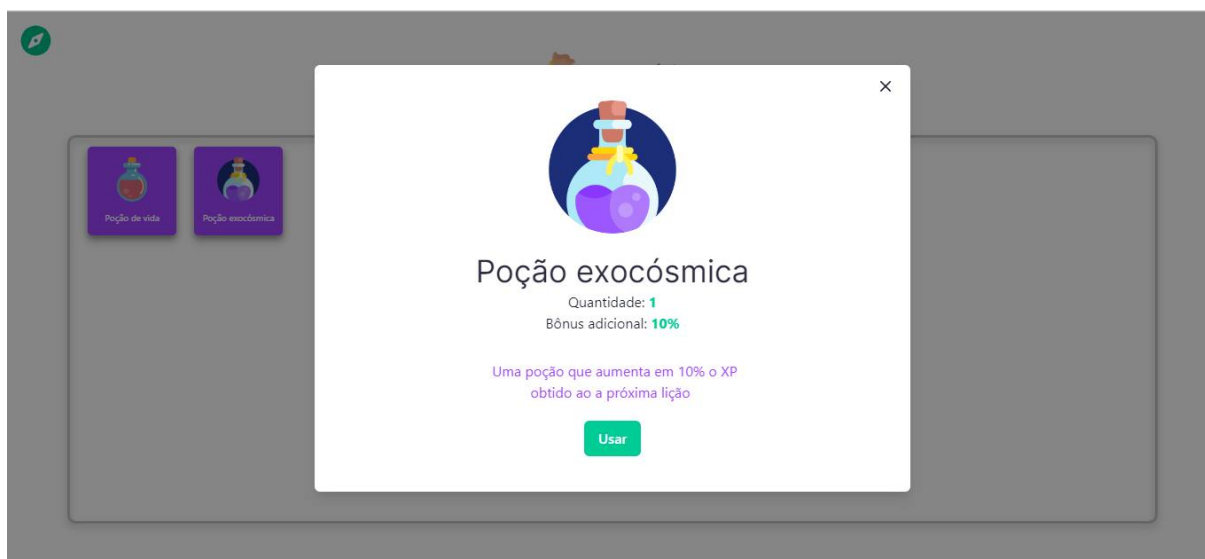 Poção de vida
Poção exocósmica
Poção exocósmica
Quantidade: 1
Bônus adicional: 10%
Uma poção que aumenta em 10% o XP
obtido ao a próxima lição
Usar